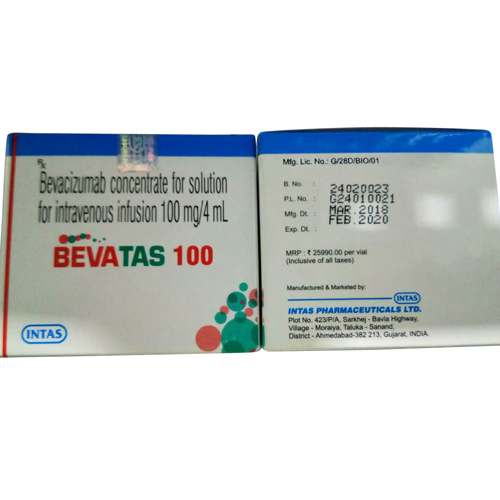 Rx
Bevacizumab concentrate for solution
for intravenous infusion 100 mg/4 mL
BEVATAS 100
INTAS
Mfg. Lic. No.: G/28D/BIO/01
B. No. : 24020023
P.L. No. : G24010021
Mfg. Dt. : MAR.2018
Exp. Dt. : FEB.2020
MRP : ₹ 25990.00 per vial
(Inclusive of all taxes)
Manufactured & Marketed by:
INTAS
INTAS PHARMACEUTICALS LTD.
Plot No. 423/P/A, Sarkhej - Bavla Highway,
Village - Moraiya, Taluka - Sanand,
District - Ahmedabad-382 213, Gujarat, INDIA.